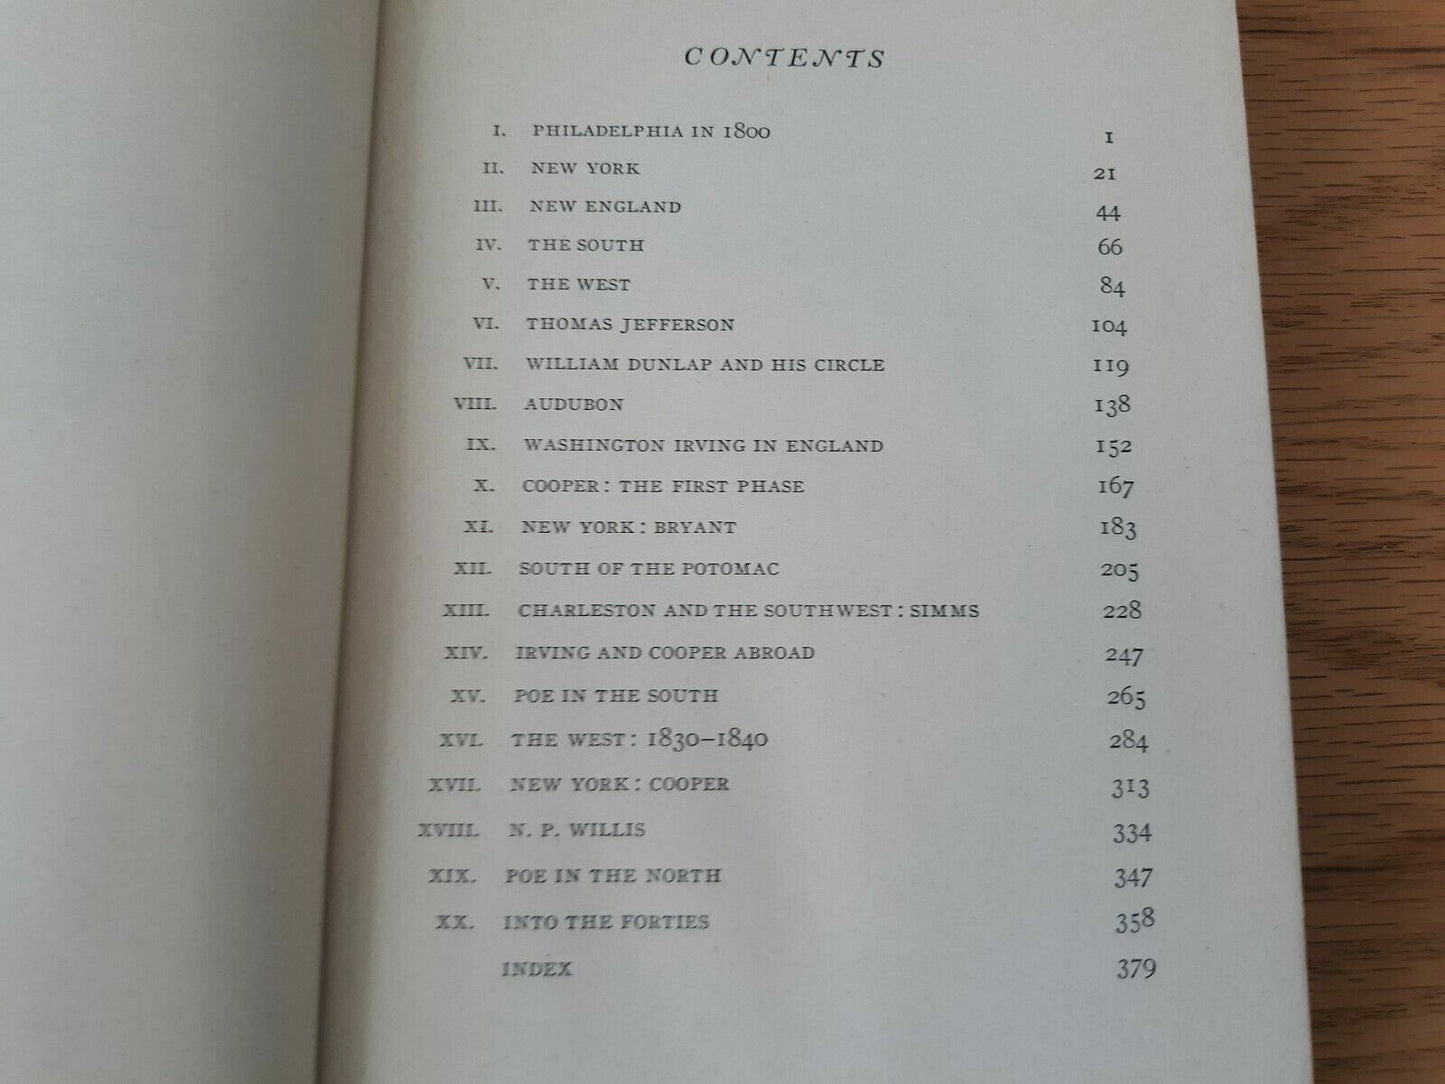 CONTENTS
I. PHILADELPHIA IN 1800 1
II. NEW YORK 21
III. NEW ENGLAND 44
IV. THE SOUTH 66
V. THE WEST 84
VI. THOMAS JEFFERSON 104
VII. WILLIAM DUNLAP AND HIS CIRCLE 119
VIII. AUDUBON 138
IX. WASHINGTON IRVING IN ENGLAND 152
X. COOPER: THE FIRST PHASE 167
XI. NEW YORK: BRYANT 183
XII. SOUTH OF THE POTOMAC 205
XIII. CHARLESTON AND THE SOUTHWEST: SIMMS 228
XIV. IRVING AND COOPER ABROAD 247
XV. POE IN THE SOUTH 265
XVI. THE WEST: 1830–1840 284
XVII. NEW YORK: COOPER 313
XVIII. N. P. WILLIS 334
XIX. POE IN THE NORTH 347
XX. INTO THE FORTIES 358
INDEX 379